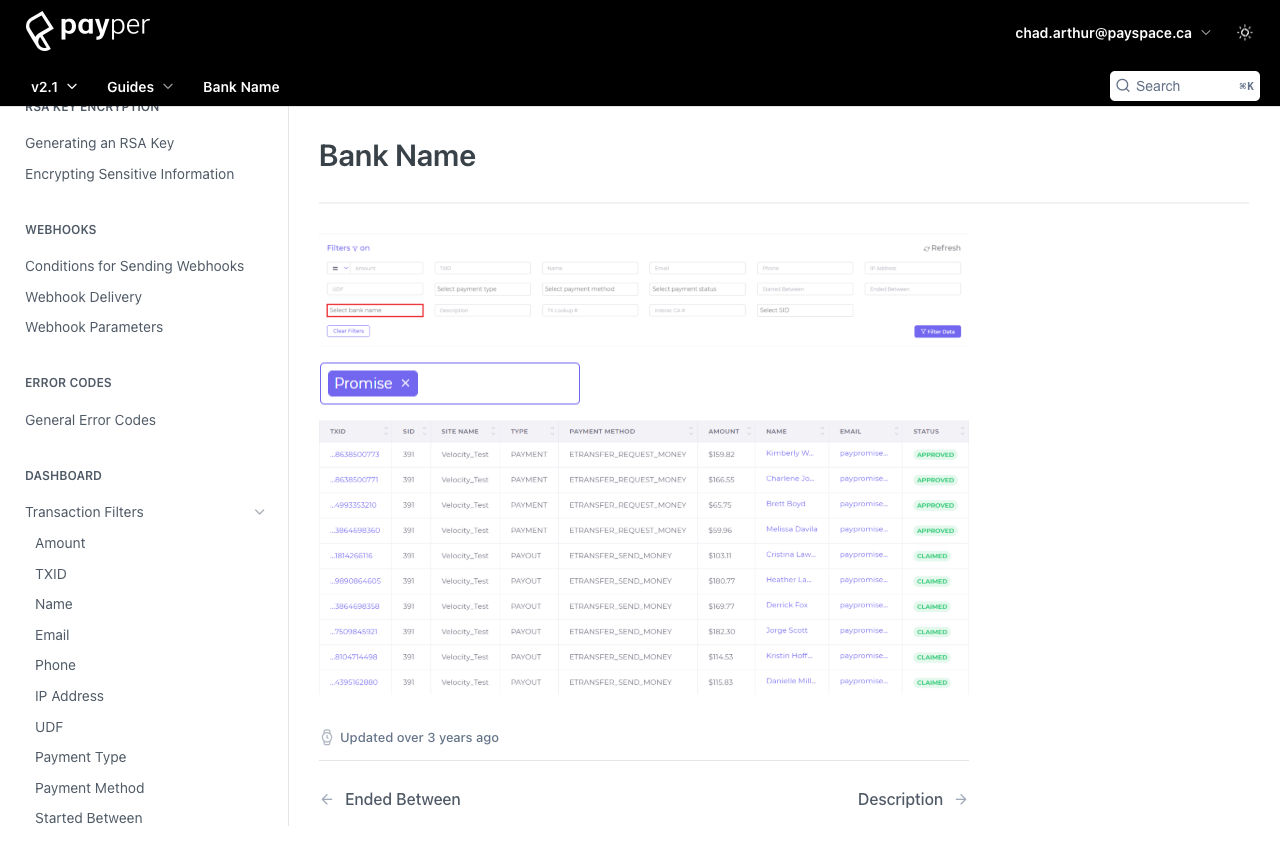 payper
chad.arthur@payspace.ca
v2.1 Guides Bank Name
Search ⌘K
RSA KEY ENCRYPTION
Generating an RSA Key
Encrypting Sensitive Information
WEBHOOKS
Conditions for Sending Webhooks
Webhook Delivery
Webhook Parameters
ERROR CODES
General Error Codes
DASHBOARD
Transaction Filters
Amount
TXID
Name
Email
Phone
IP Address
UDF
Payment Type
Payment Method
Started Between
Bank Name
Filters on Refresh
Amount TXID Name Email Phone IP Address
UDF Select payment type Select payment method Select payment status Started Between Ended Between
Select bank name Description FX Lookup # Interac CA # Select SID
Clear Filters Filter Data
Promise ×
TXID SID SITE NAME TYPE PAYMENT METHOD AMOUNT NAME EMAIL STATUS
...8638500773 391 Velocity_Test PAYMENT ETRANSFER_REQUEST_MONEY $159.82 Kimberly W... paypromise... APPROVED
...8638500771 391 Velocity_Test PAYMENT ETRANSFER_REQUEST_MONEY $166.55 Charlene Jo... paypromise... APPROVED
...4993353210 391 Velocity_Test PAYMENT ETRANSFER_REQUEST_MONEY $65.75 Brett Boyd paypromise... APPROVED
...3864698360 391 Velocity_Test PAYMENT ETRANSFER_REQUEST_MONEY $59.96 Melissa Davila paypromise... APPROVED
...1814266116 391 Velocity_Test PAYOUT ETRANSFER_SEND_MONEY $103.11 Cristina Law... paypromise... CLAIMED
...9890864605 391 Velocity_Test PAYOUT ETRANSFER_SEND_MONEY $180.77 Heather La... paypromise... CLAIMED
...3864698358 391 Velocity_Test PAYOUT ETRANSFER_SEND_MONEY $169.77 Derrick Fox paypromise... CLAIMED
...7509845921 391 Velocity_Test PAYOUT ETRANSFER_SEND_MONEY $182.30 Jorge Scott paypromise... CLAIMED
...8104714498 391 Velocity_Test PAYOUT ETRANSFER_SEND_MONEY $114.53 Kristin Hoff... paypromise... CLAIMED
...4395162880 391 Velocity_Test PAYOUT ETRANSFER_SEND_MONEY $115.83 Danielle Mill... paypromise... CLAIMED
Updated over 3 years ago
Ended Between Description